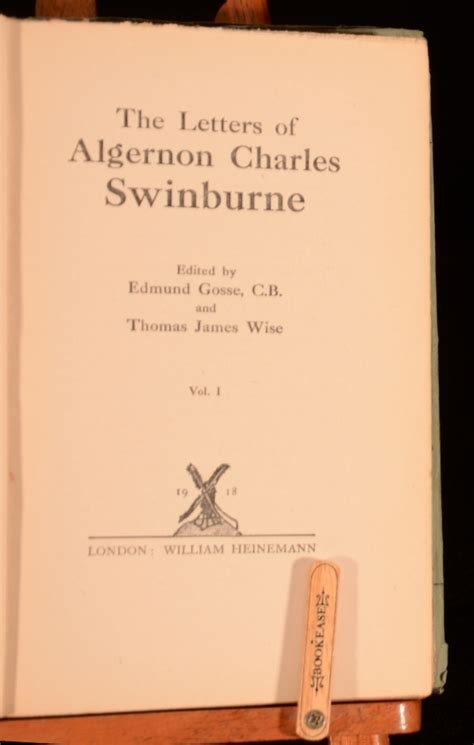 The Letters of
Algernon Charles
Swinburne
Edited by
Edmund Gosse, C.B.
and
Thomas James Wise
Vol. I
19 18
LONDON: WILLIAM HEINEMANN
BOOKEASE